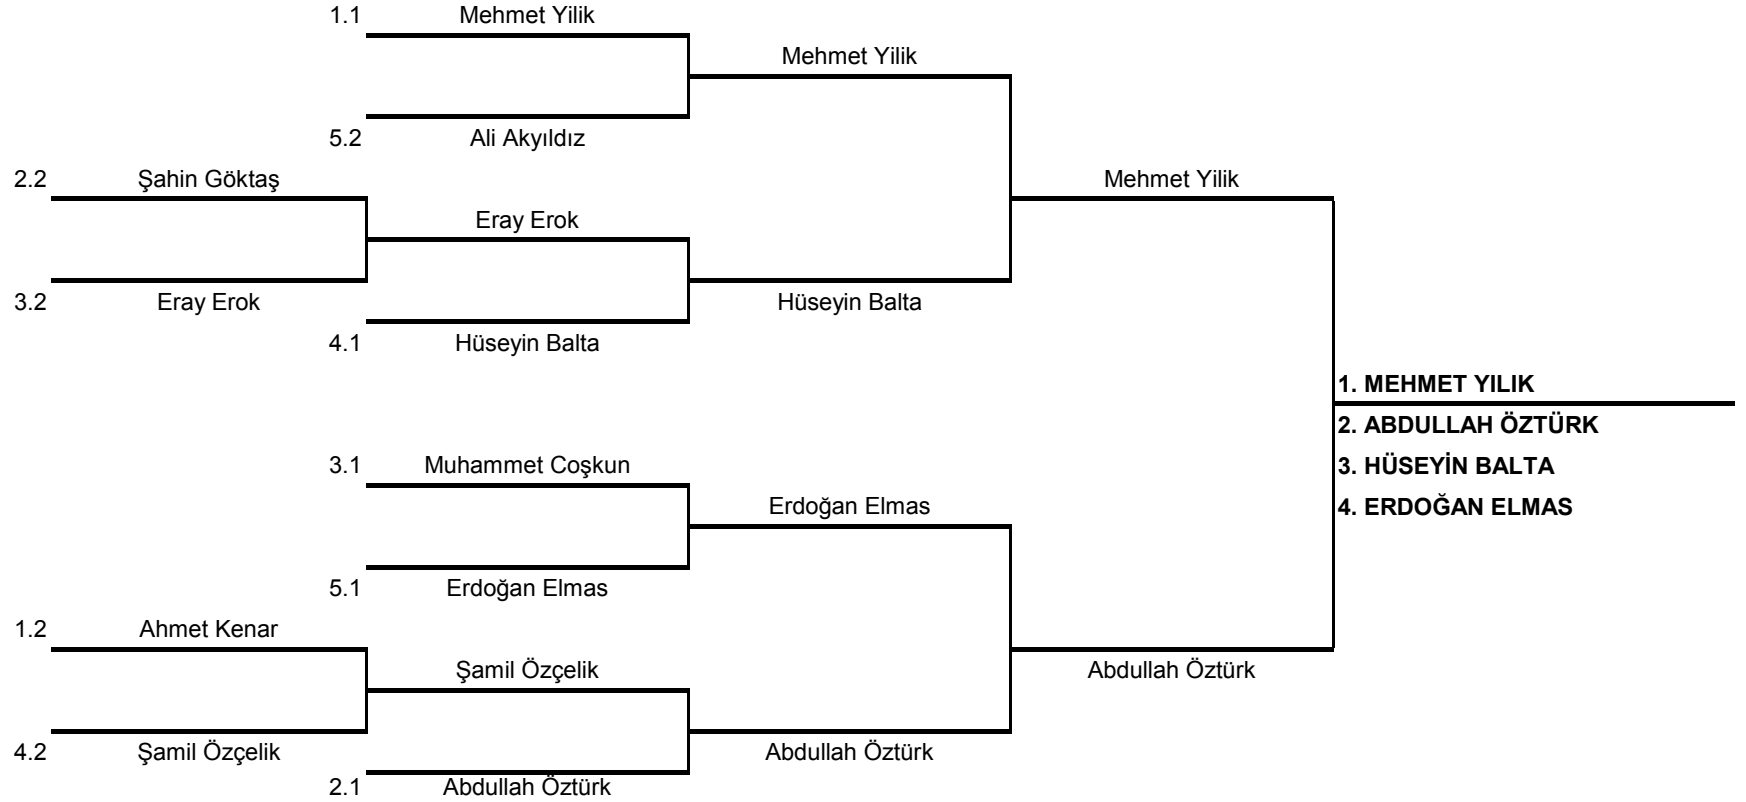 1.1 Mehmet Yilik
Mehmet Yilik
5.2 Ali Akyıldız
2.2 Şahin Göktaş Mehmet Yilik
Eray Erok
3.2 Eray Erok Hüseyin Balta
4.1 Hüseyin Balta
1. MEHMET YILIK
2. ABDULLAH ÖZTÜRK
3.1 Muhammet Coşkun 3. HÜSEYİN BALTA
Erdoğan Elmas 4. ERDOĞAN ELMAS
5.1 Erdoğan Elmas
1.2 Ahmet Kenar
Şamil Özçelik Abdullah Öztürk
4.2 Şamil Özçelik Abdullah Öztürk
2.1 Abdullah Öztürk